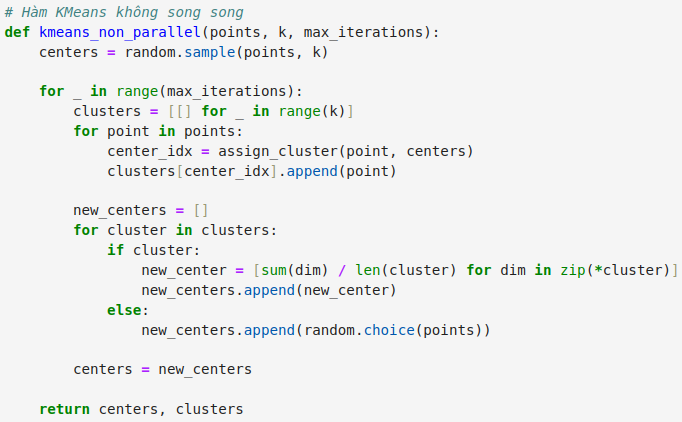 # Hàm KMeans không song song
def kmeans_non_parallel(points, k, max_iterations):
    centers = random.sample(points, k)

    for _ in range(max_iterations):
        clusters = [[] for _ in range(k)]
        for point in points:
            center_idx = assign_cluster(point, centers)
            clusters[center_idx].append(point)

        new_centers = []
        for cluster in clusters:
            if cluster:
                new_center = [sum(dim) / len(cluster) for dim in zip(*cluster)]
                new_centers.append(new_center)
            else:
                new_centers.append(random.choice(points))

        centers = new_centers

    return centers, clusters